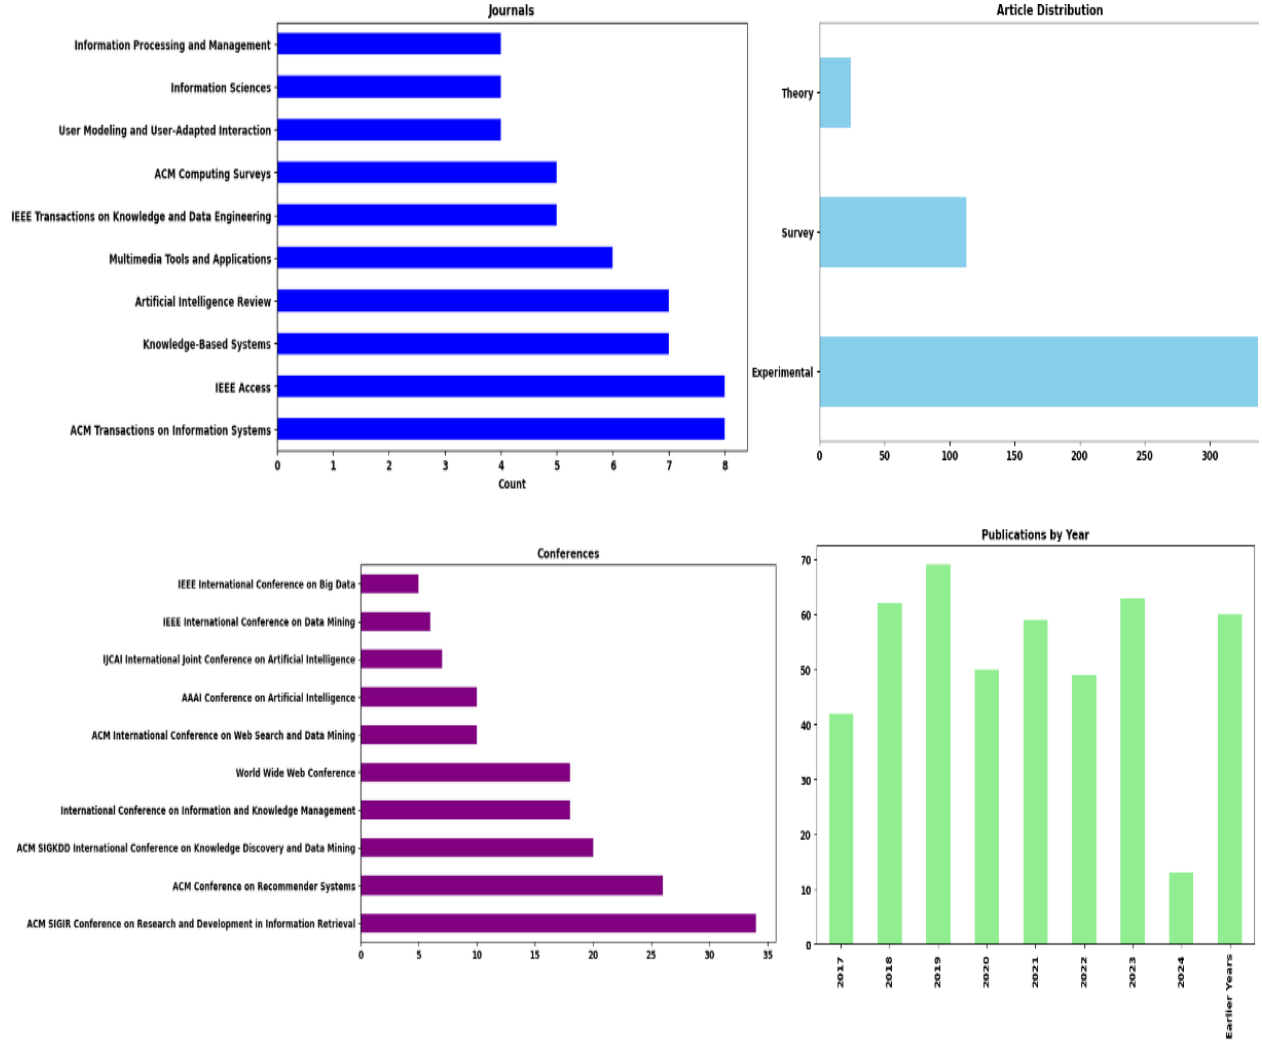 Journals
Information Processing and Management
Information Sciences
User Modeling and User-Adapted Interaction
ACM Computing Surveys
IEEE Transactions on Knowledge and Data Engineering
Multimedia Tools and Applications
Artificial Intelligence Review
Knowledge-Based Systems
IEEE Access
ACM Transactions on Information Systems
0 1 2 3 4 5 6 7 8
Count
Article Distribution
Theory
Survey
Experimental
0 50 100 150 200 250 300
Conferences
IEEE International Conference on Big Data
IEEE International Conference on Data Mining
IJCAI International Joint Conference on Artificial Intelligence
AAAI Conference on Artificial Intelligence
ACM International Conference on Web Search and Data Mining
World Wide Web Conference
International Conference on Information and Knowledge Management
ACM SIGKDD International Conference on Knowledge Discovery and Data Mining
ACM Conference on Recommender Systems
ACM SIGIR Conference on Research and Development in Information Retrieval
0 5 10 15 20 25 30 35
Publications by Year
70
60
50
40
30
20
10
0
2017 2018 2019 2020 2021 2022 2023 2024 Earlier Years